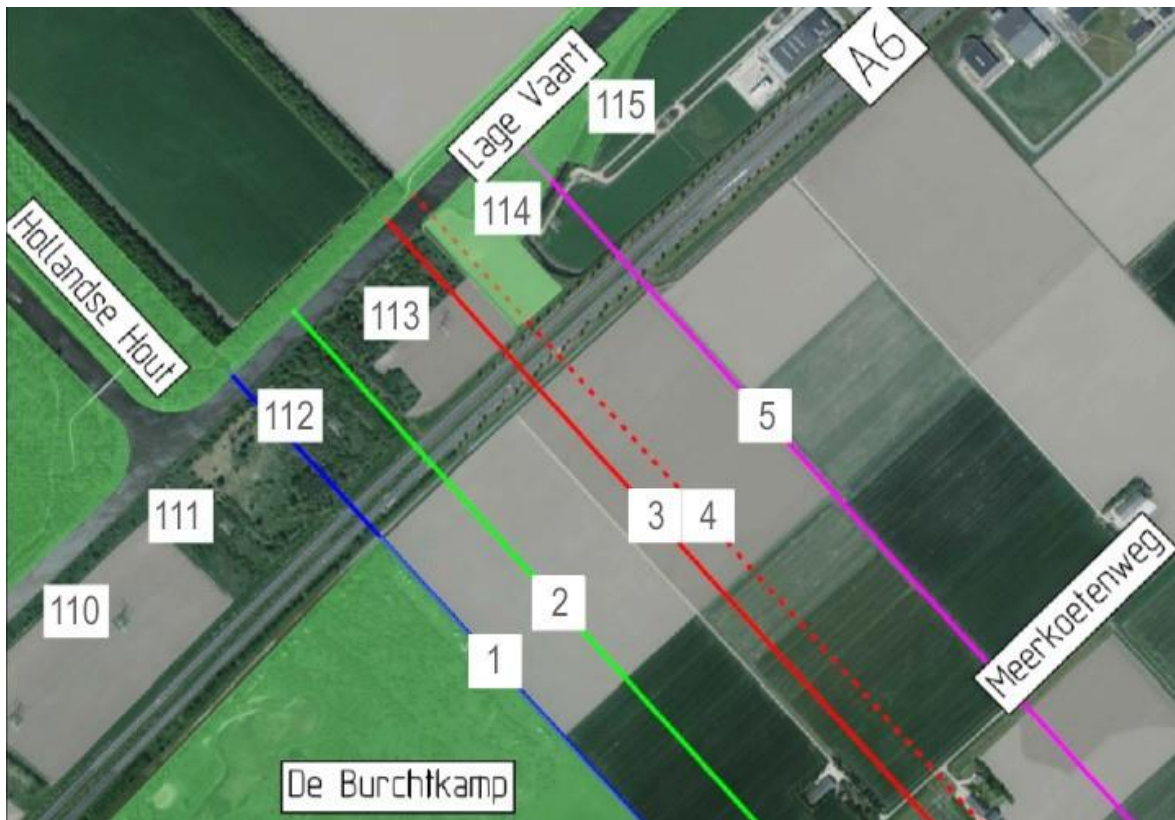 A6
Lage Vaart
115
114
Hollandse Hout
113
112
111
110
5
3
4
2
1
Meerkoetenweg
De Burchtkamp